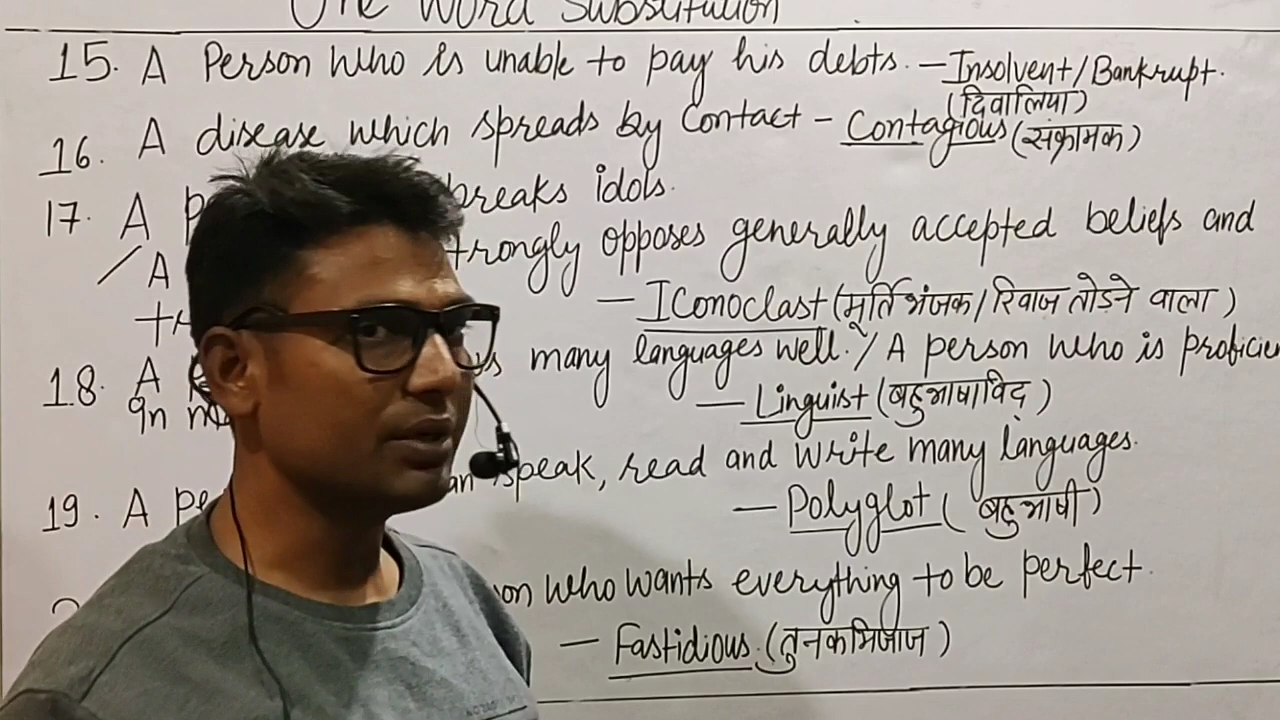 One Word Substitution
15. A Person who is unable to pay his debts. - Insolvent/Bankrupt.
(दिवालिया)
16. A disease which spreads by Contact - Contagious (संक्रामक)
17. A breaks idols.
/ A strongly opposes generally accepted beliefs and
- Iconoclast (मूर्ति भंजक / रिवाज तोड़ने वाला)
18. A many languages well. / A person who is
In - Linguist (बहुभाषाविद)
19. A speak, read and write many languages.
- Polyglot (बहुभाषी)
who wants everything to be perfect.
- Fastidious. (तुनकमिजाज)